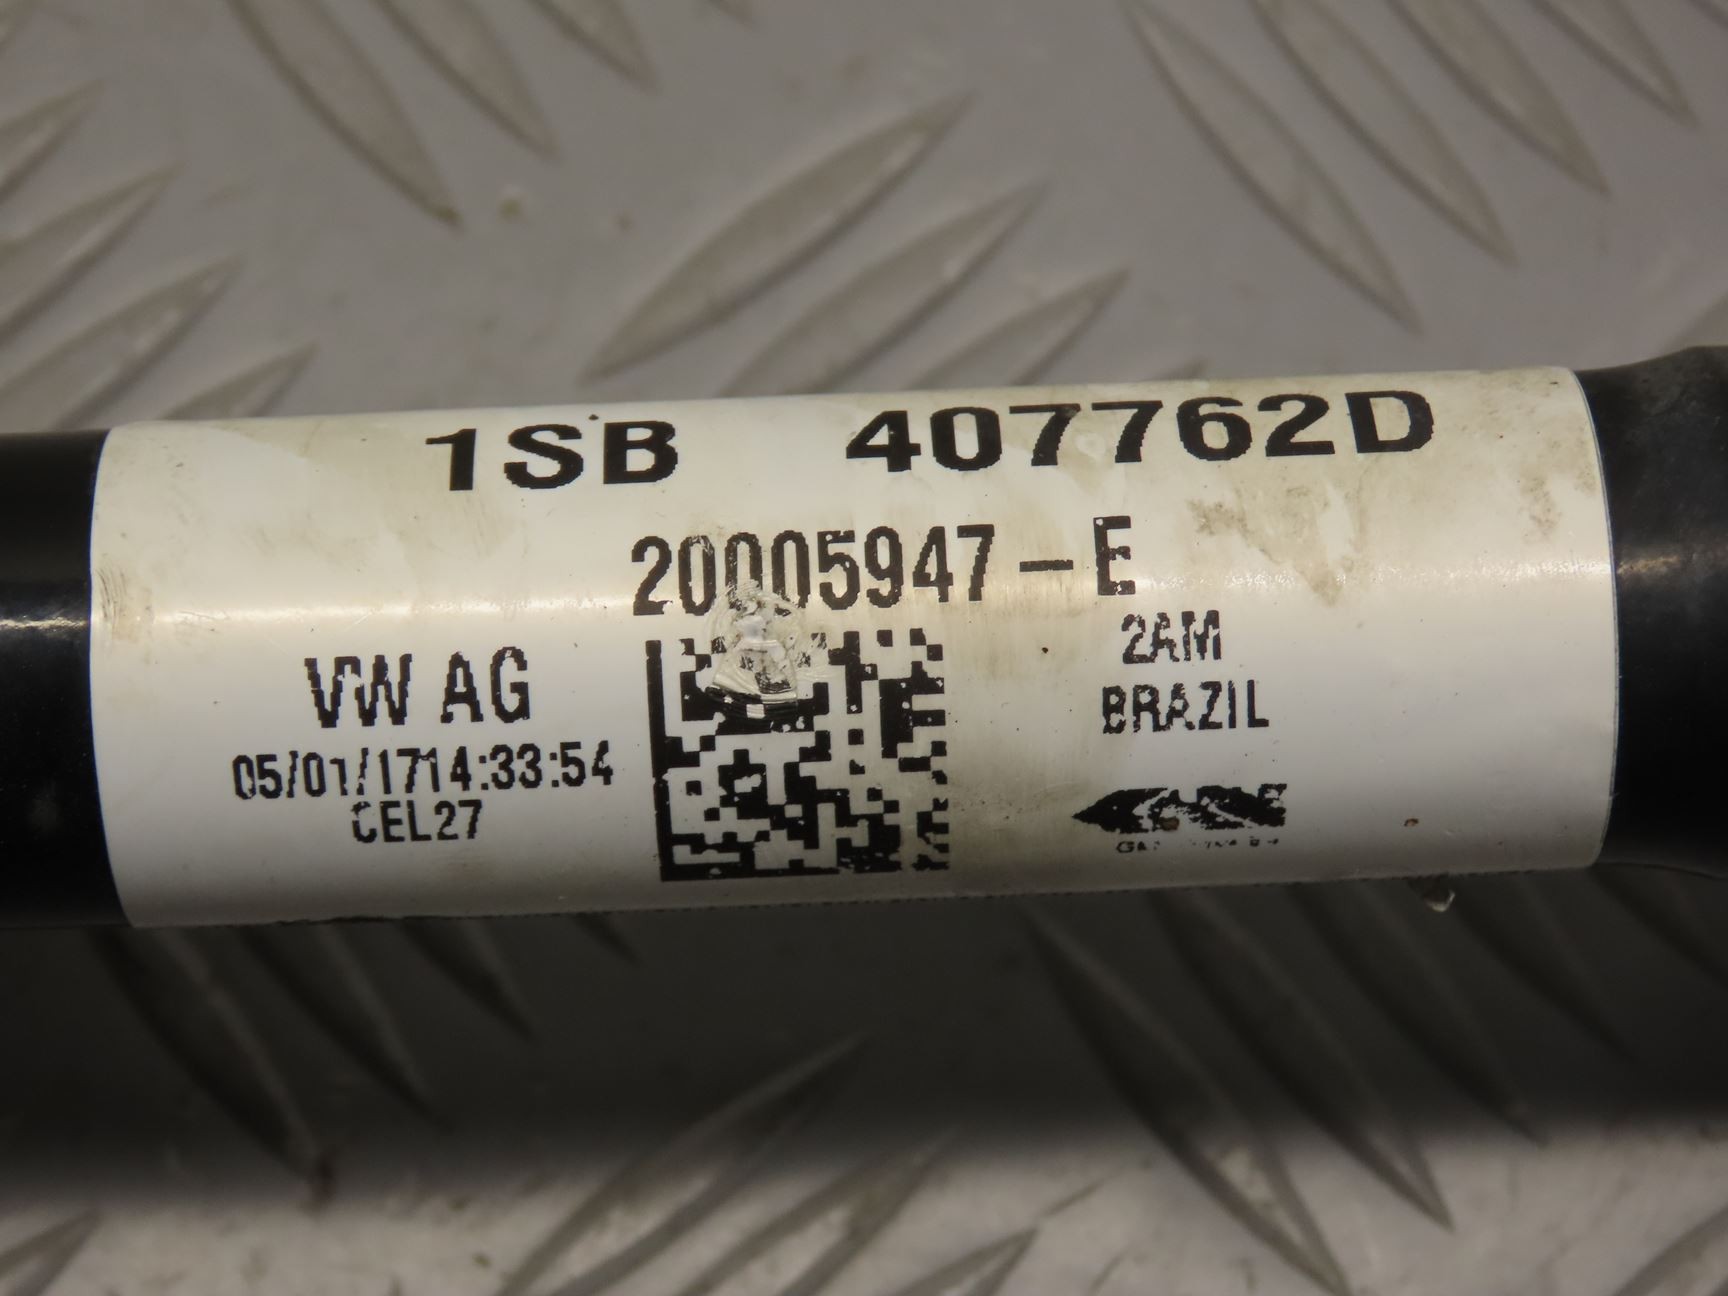 1SB 407762D
20005947-E
VW AG
05/01/1714:33:54
CEL27
2AM
BRAZIL